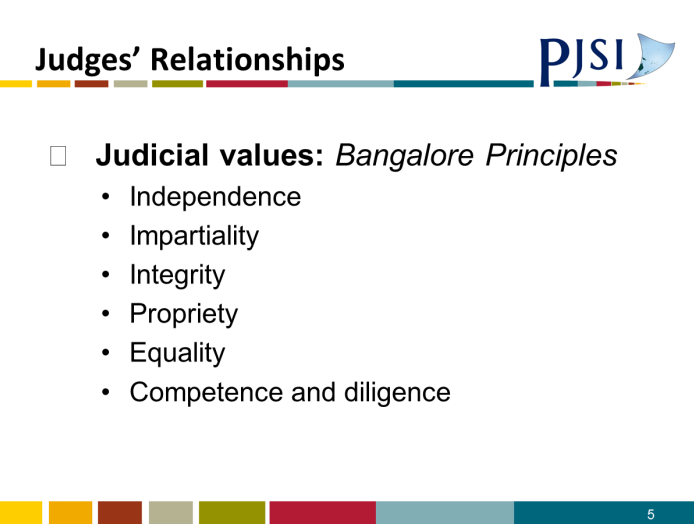 Judges’ Relationships
PJSI
Judicial values: Bangalore Principles
• Independence
• Impartiality
• Integrity
• Propriety
• Equality
• Competence and diligence
5